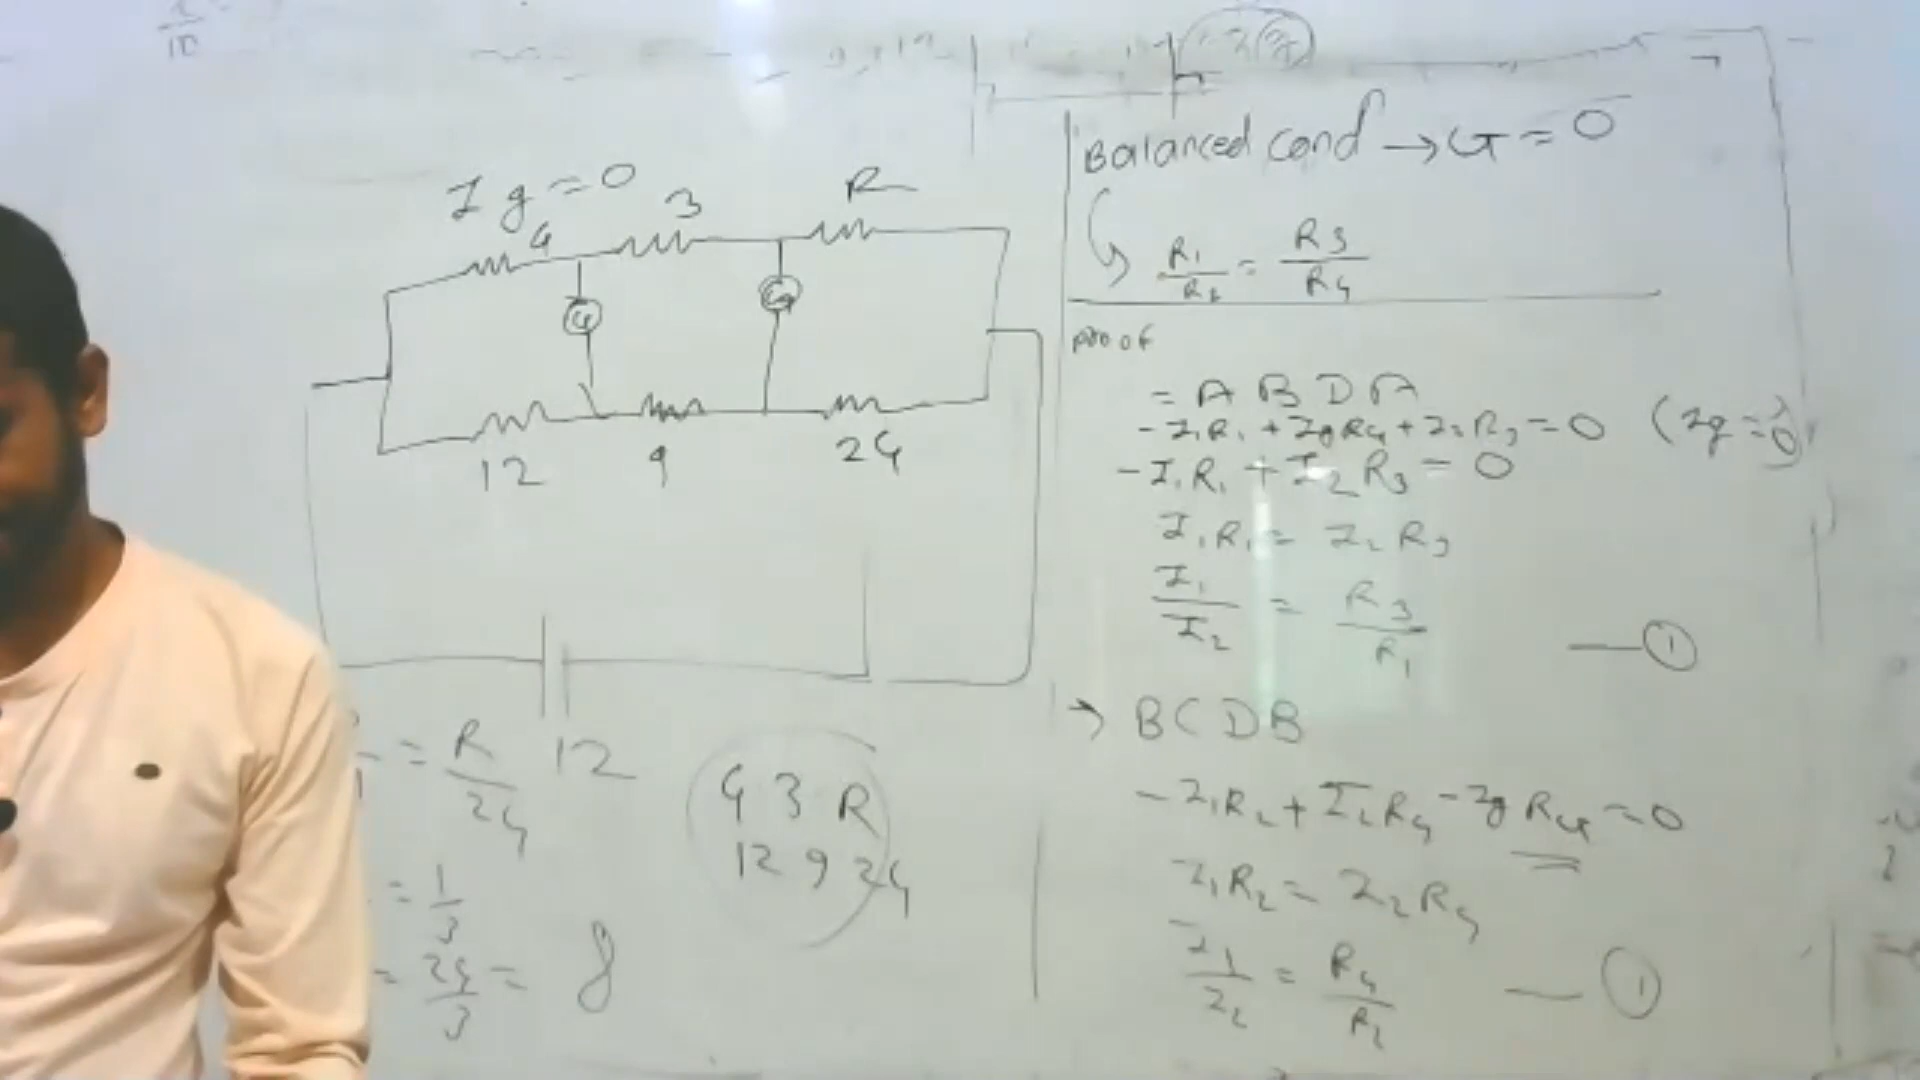 Ig = 0
4 3 R
G G
12 9 24
12
= R/24
= 1/3
= 24/3 = 8
4 3 R
12 9 24
Balanced cond → G = 0
R1/R2 = R3/R4
proof
= A B D A
- I1R1 + IgRG + I2R3 = 0 (Ig = 0)
- I1R1 + I2R3 = 0
I1R1 = I2R3
I1/I2 = R3/R1 — ①
→ BCDB
- I1R2 + I2R4 - IgRG = 0
I1R2 = I2R4
I1/I2 = R4/R2 — ①